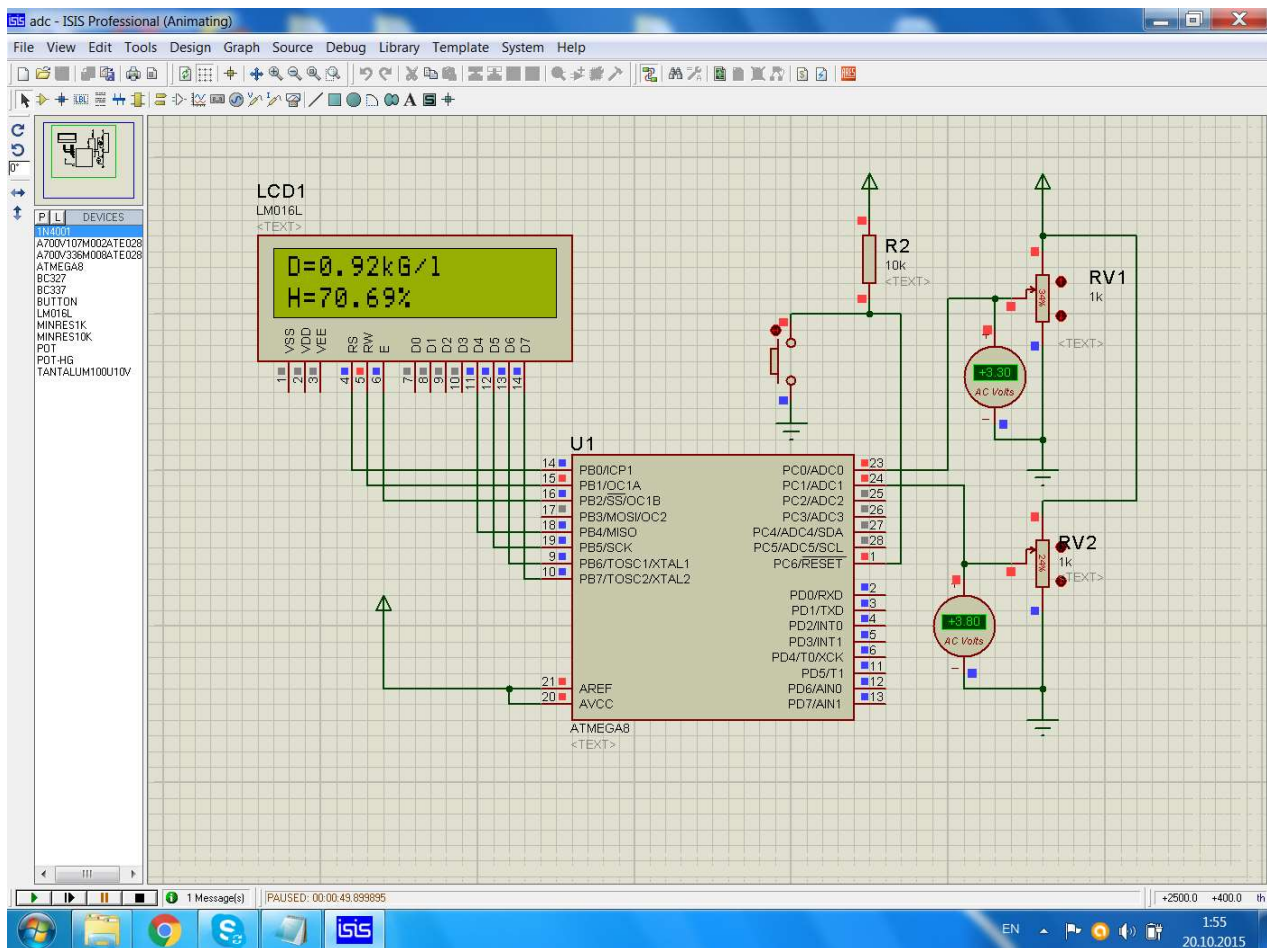 adc - ISIS Professional (Animating)
File View Edit Tools Design Graph Source Debug Library Template System Help
0°
P L DEVICES
1N4001
A700V107M002ATE028
A700V336M008ATE028
ATMEGA8
BC327
BC337
BUTTON
LM016L
MINRES1K
MINRES10K
POT
POT-HG
TANTALUM100U10V
LCD1
LM016L
<TEXT>
D=0.92kG/l
H=70.69%
VSS VDD VEE RS RW E D0 D1 D2 D3 D4 D5 D6 D7
1 2 3 4 5 6 7 8 9 10 11 12 13 14
R2
10k
<TEXT>
RV1
1k
<TEXT>
34%
+3.30
AC Volts
U1
14 PB0/ICP1 PC0/ADC0 23
15 PB1/OC1A PC1/ADC1 24
16 PB2/SS/OC1B PC2/ADC2 25
17 PB3/MOSI/OC2 PC3/ADC3 26
18 PB4/MISO PC4/ADC4/SDA 27
19 PB5/SCK PC5/ADC5/SCL 28
9 PB6/TOSC1/XTAL1 PC6/RESET 1
10 PB7/TOSC2/XTAL2
PD0/RXD 2
PD1/TXD 3
PD2/INT0 4
PD3/INT1 5
PD4/T0/XCK 6
PD5/T1 11
21 AREF PD6/AIN0 12
20 AVCC PD7/AIN1 13
ATMEGA8
<TEXT>
RV2
1k
<TEXT>
24%
+3.80
AC Volts
1 Message(s) PAUSED: 00:00:49.899895 +2500.0 +400.0 th
isis EN 1:55
20.10.2015